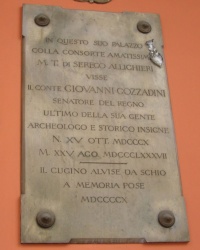 IN QUESTO SUO PALAZZO
COLLA CONSORTE AMATISSIMA
M. T. DI SEREGO ALLIGHIERI
VISSE
IL CONTE GIOVANNI GOZZADINI
SENATORE DEL REGNO
ULTIMO DELLA SUA GENTE
ARCHEOLOGO E STORICO INSIGNE
N. XV OTT. MDCCCX
M. XXV AGO. MDCCCLXXXVII
IL CUGINO ALVISE DA SCHIO
A MEMORIA POSE
MDCCCCX